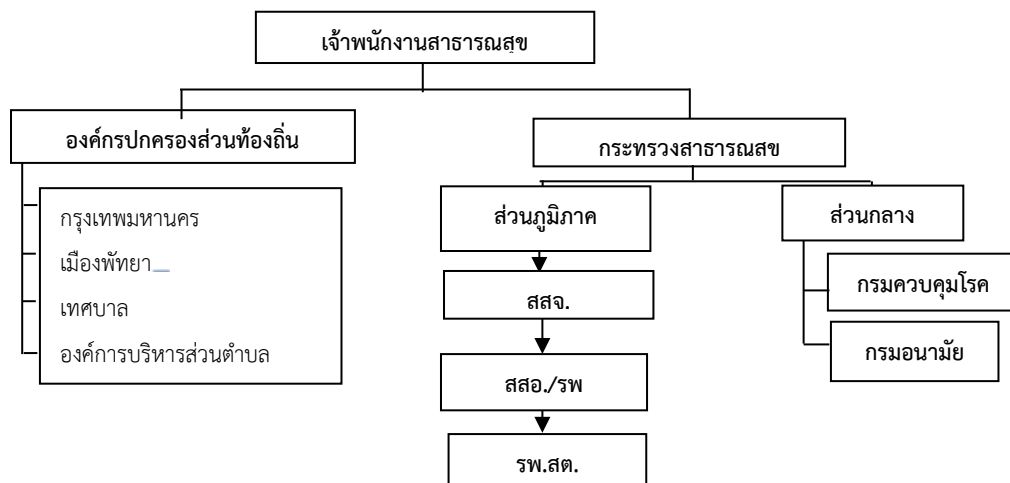 เจ้าพนักงานสาธารณสุข
องค์กรปกครองส่วนท้องถิ่น
กระทรวงสาธารณสข
กรุงเทพมหานคร
เมืองพัทยา
เทศบาล
องค์การบริหารส่วนตำบล
ส่วนภูมิภาค
ส่วนกลาง
สสจ.
กรมควบคุมโรค
สสอ./รพ
กรมอนามัย
รพ.สต.